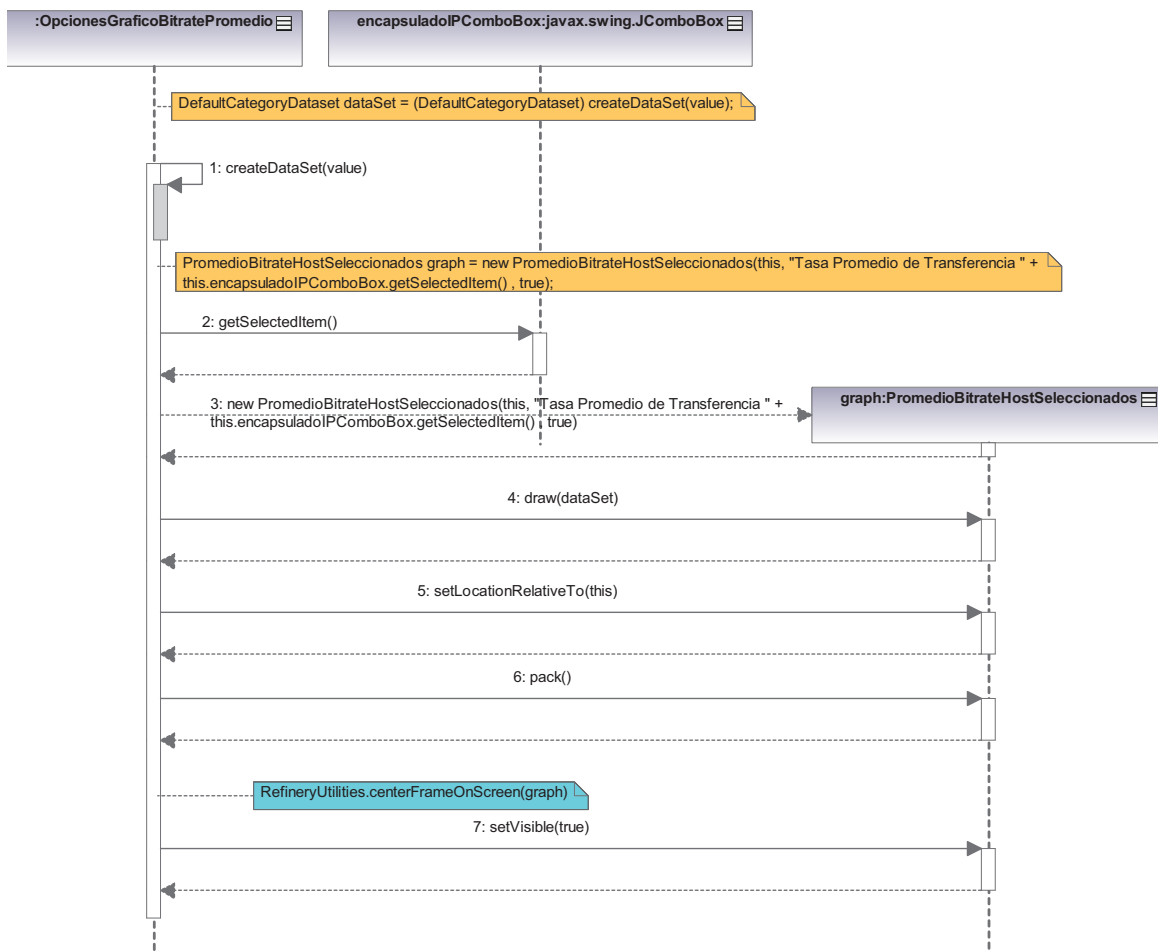 :OpcionesGraficoBitratePromedio
encapsuladoIPComboBox:javax.swing.JComboBox
DefaultCategoryDataset dataSet = (DefaultCategoryDataset) createDataSet(value);
1: createDataSet(value)
PromedioBitrateHostSeleccionados graph = new PromedioBitrateHostSeleccionados(this, "Tasa Promedio de Transferencia " +
this.encapsuladoIPComboBox.getSelectedItem() , true);
2: getSelectedItem()
3: new PromedioBitrateHostSeleccionados(this, "Tasa Promedio de Transferencia " +
this.encapsuladoIPComboBox.getSelectedItem() , true)
graph:PromedioBitrateHostSeleccionados
4: draw(dataSet)
5: setLocationRelativeTo(this)
6: pack()
RefineryUtilities.centerFrameOnScreen(graph)
7: setVisible(true)